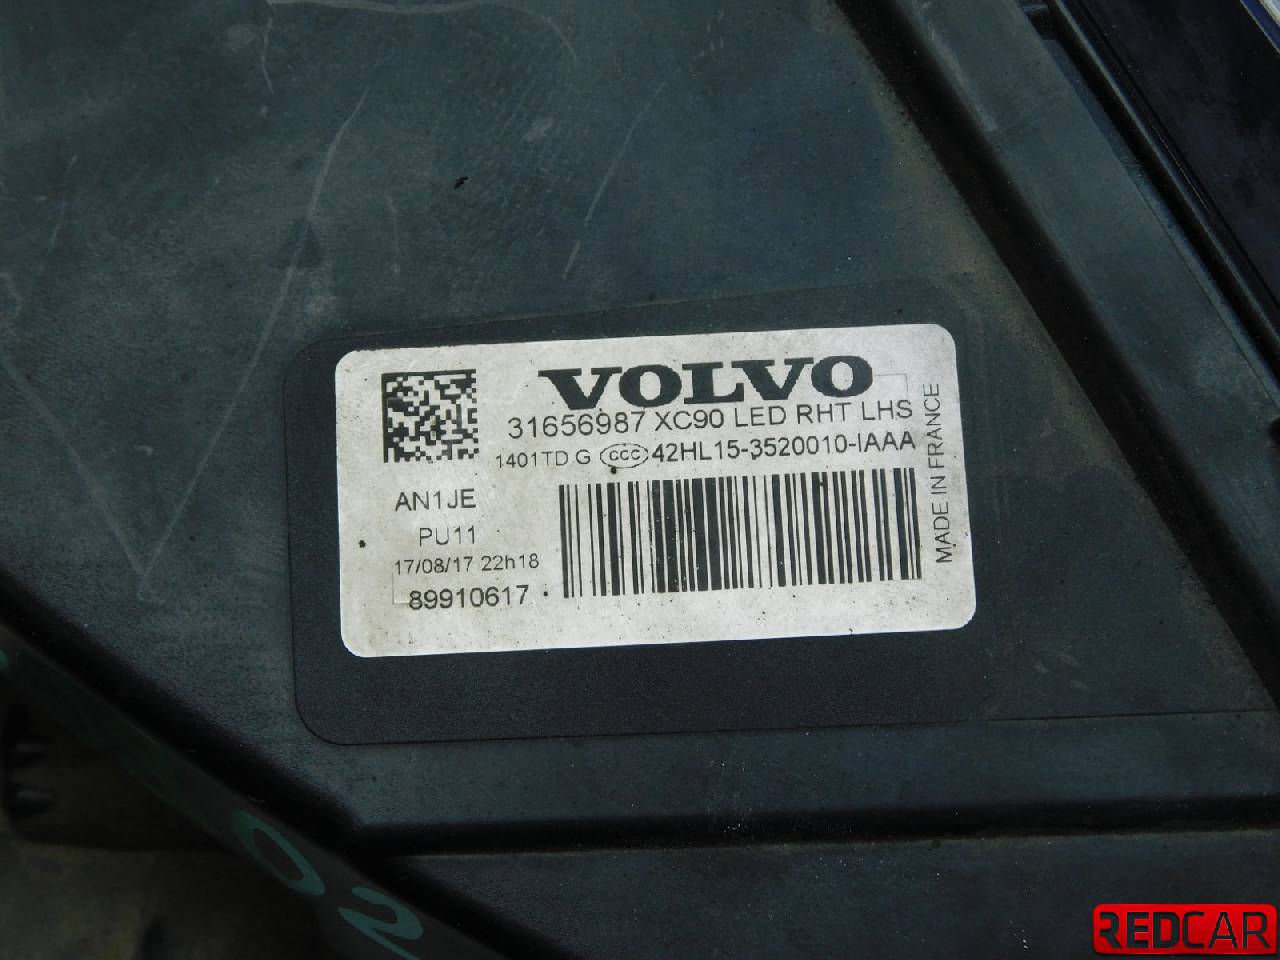 VOLVO
31656987 XC90 LED RHT LHS
1401TD G CCC 42HL15-3520010-IAAA
AN1JE
PU11
17/08/17 22h18
89910617
MADE IN FRANCE
02
REDCAR